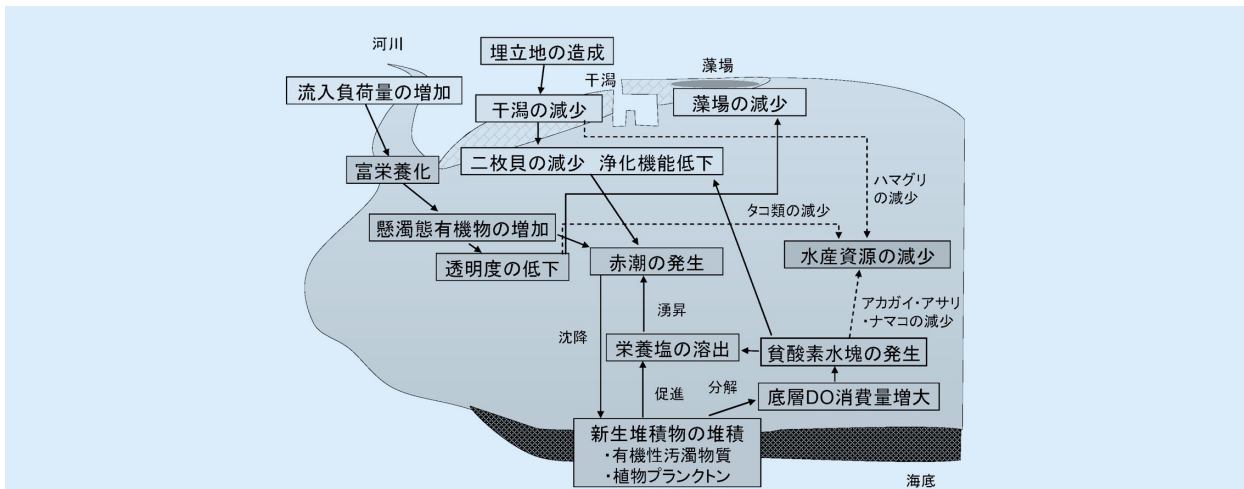 河川
埋立地の造成
藻場
干潟
流入負荷量の増加
干潟の減少
藻場の減少
富栄養化
二枚貝の減少 浄化機能低下
ハマグリ
の減少
タコ類の減少
懸濁態有機物の増加
透明度の低下
赤潮の発生
水産資源の減少
湧昇
アカガイ・アサリ
・ナマコの減少
沈降
栄養塩の溶出
貧酸素水塊の発生
促進
分解
底層DO消費量増大
新生堆積物の堆積
・有機性汚濁物質
・植物プランクトン
海底